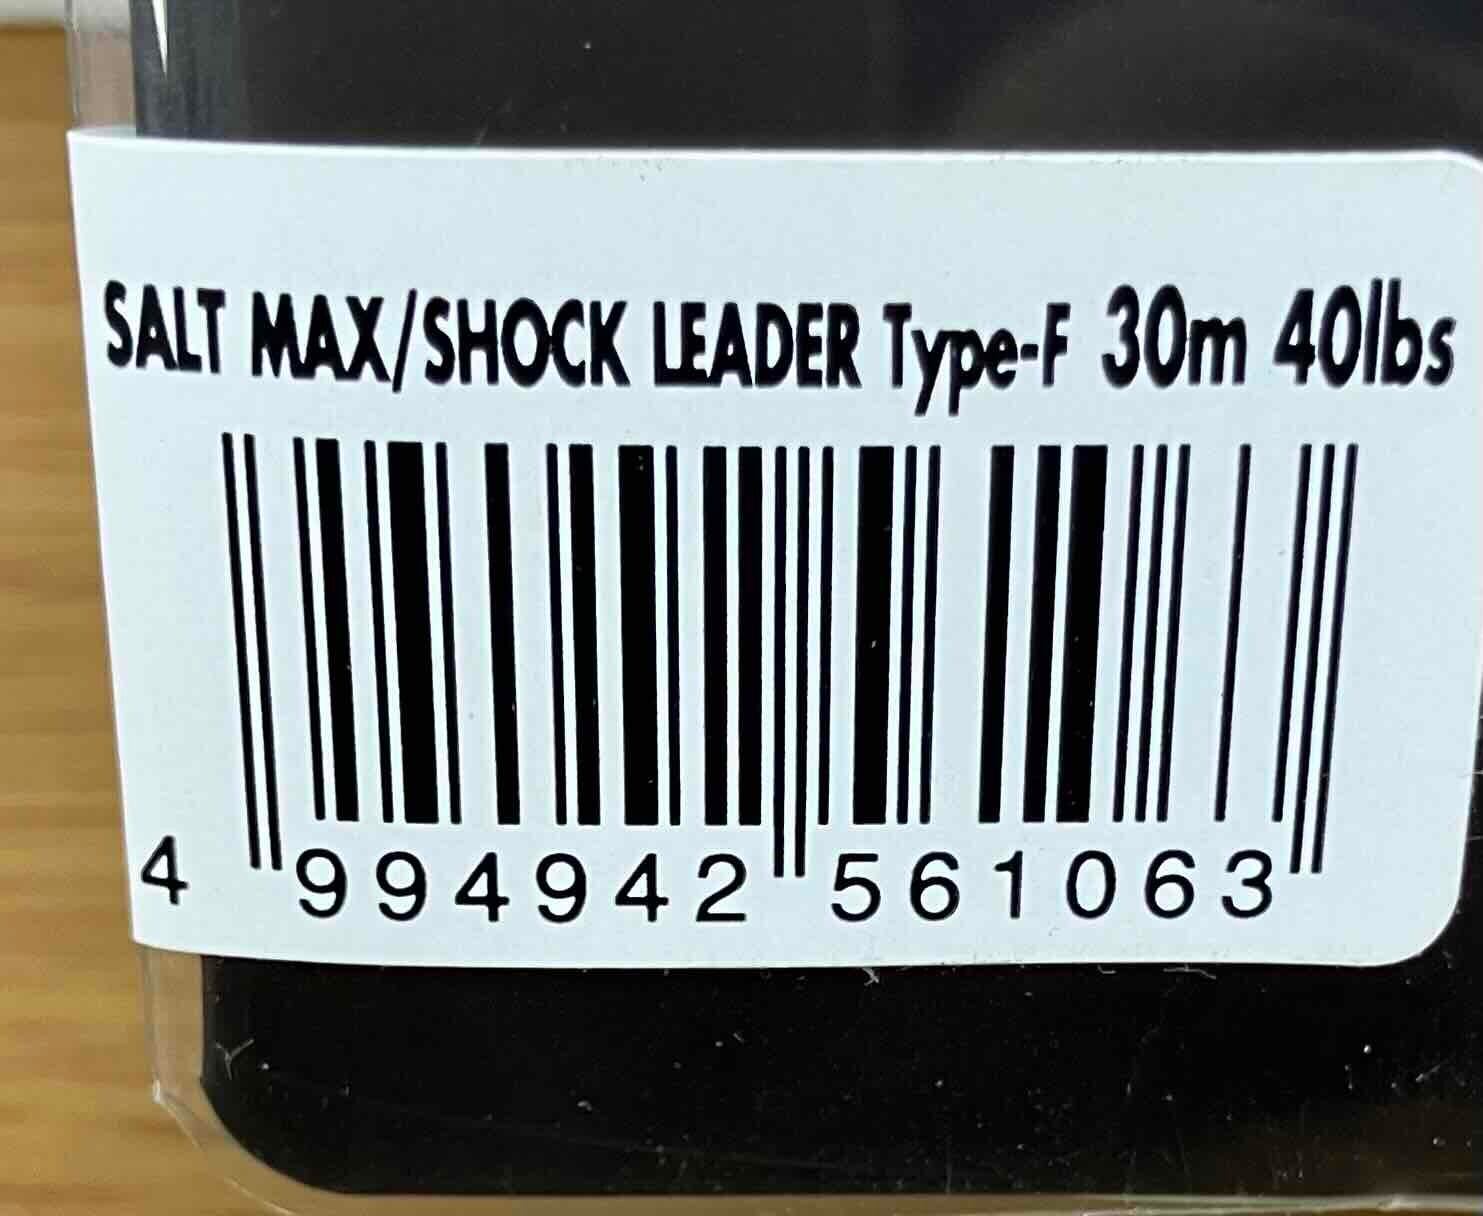 SALT MAX/SHOCK LEADER Type-F 30m 40lbs
4 994942 561063